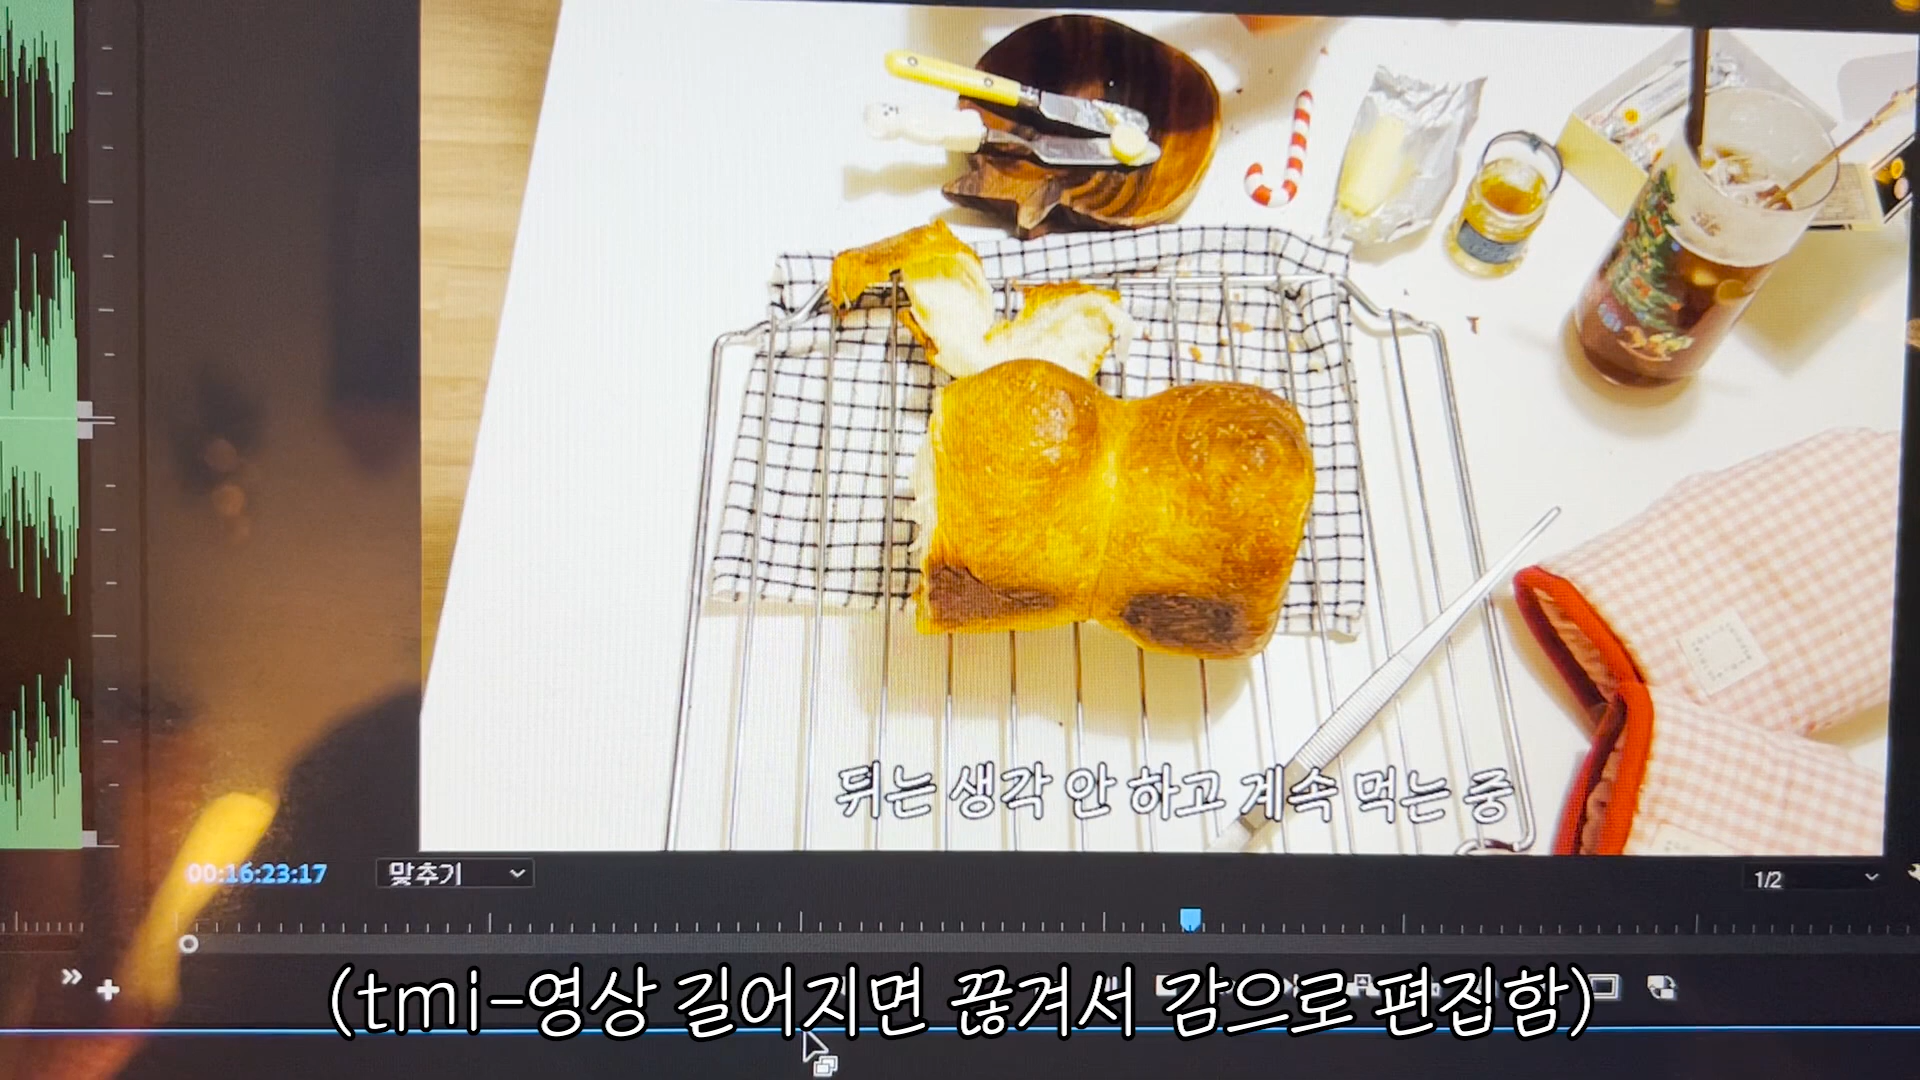 뒤는 생각 안 하고 계속 먹는 중
00:16:23:17
맞추기
1/2
(tmi-영상 길어지면 끊겨서 감으로 편집함)